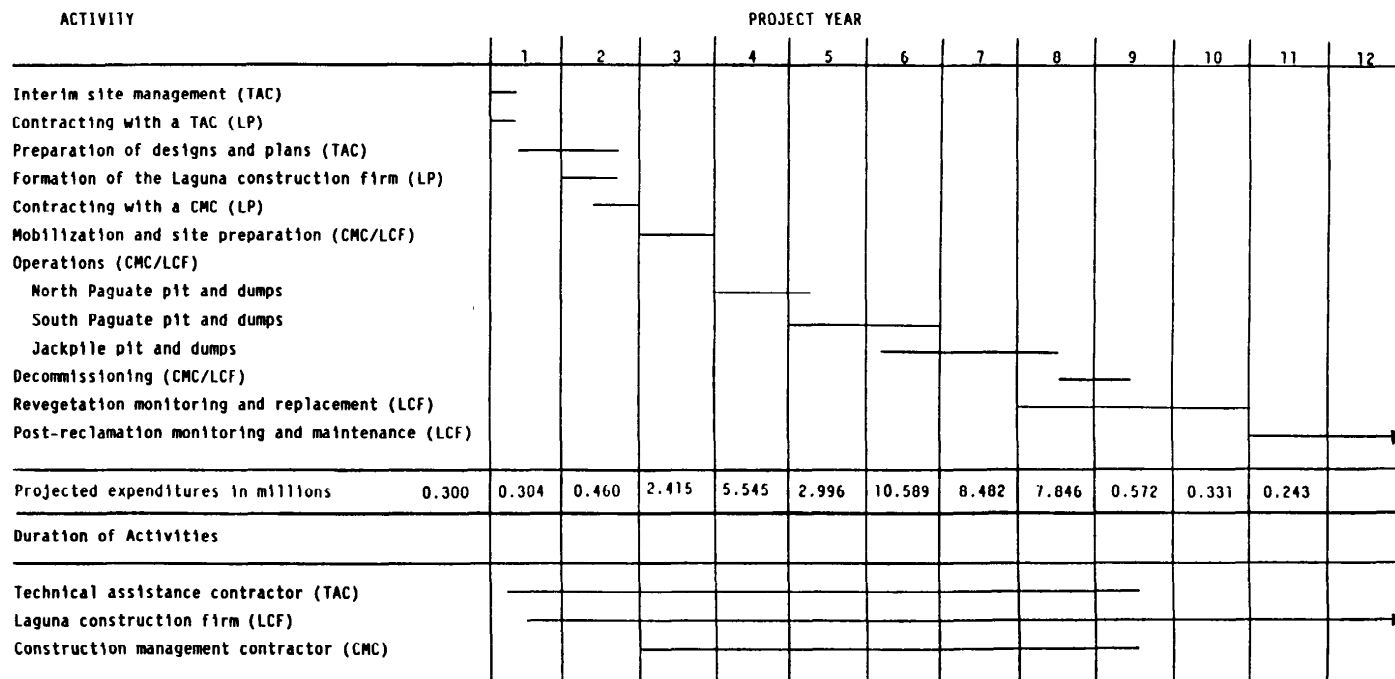 ACTIVITY PROJECT YEAR
1 2 3 4 5 6 7 8 9 10 11 12
Interim site management (TAC)
Contracting with a TAC (LP)
Preparation of designs and plans (TAC)
Formation of the Laguna construction firm (LP)
Contracting with a CMC (LP)
Mobilization and site preparation (CMC/LCF)
Operations (CMC/LCF)
North Paguate pit and dumps
South Paguate pit and dumps
Jackpile pit and dumps
Decommissioning (CMC/LCF)
Revegetation monitoring and replacement (LCF)
Post-reclamation monitoring and maintenance (LCF)
Projected expenditures in millions 0.300 0.304 0.460 2.415 5.545 2.996 10.589 8.482 7.846 0.572 0.331 0.243
Duration of Activities
Technical assistance contractor (TAC)
Laguna construction firm (LCF)
Construction management contractor (CMC)